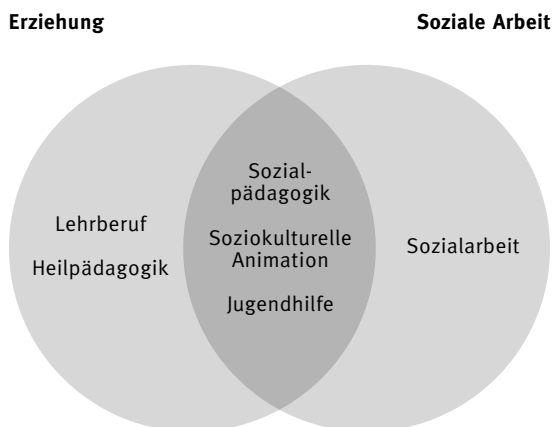 Erziehung
Soziale Arbeit
Lehrberuf
Heilpädagogik
Sozial-
pädagogik
Soziokulturelle
Animation
Jugendhilfe
Sozialarbeit